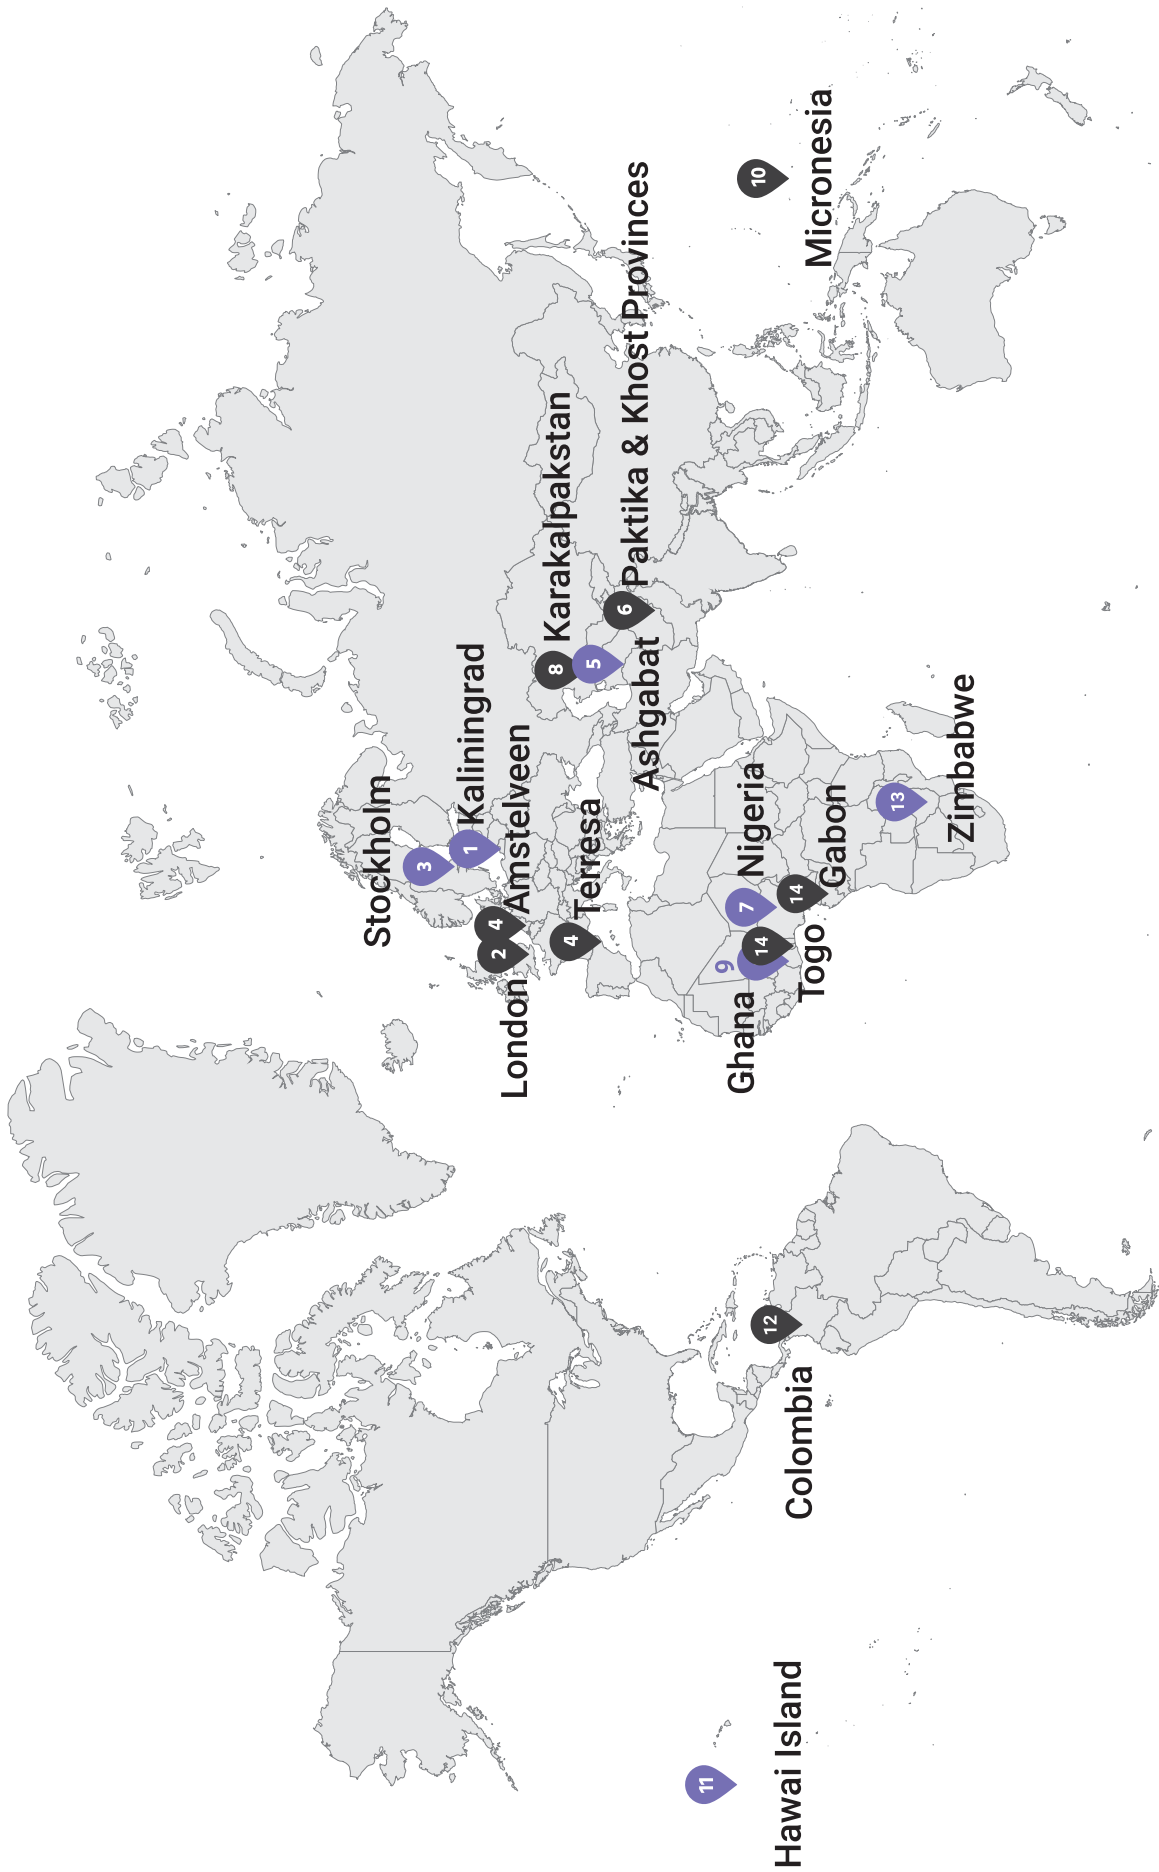 Stockholm
3
Kaliningrad
1
Amstelveen
4
London
2
Terresa
4
Karakalpakstan
8
Ashgabat
5
Paktika & Khost Provinces
6
Hawai Island
11
Colombia
12
Ghana
9
Togo
14
Nigeria
7
Gabon
14
Zimbabwe
13
Micronesia
10